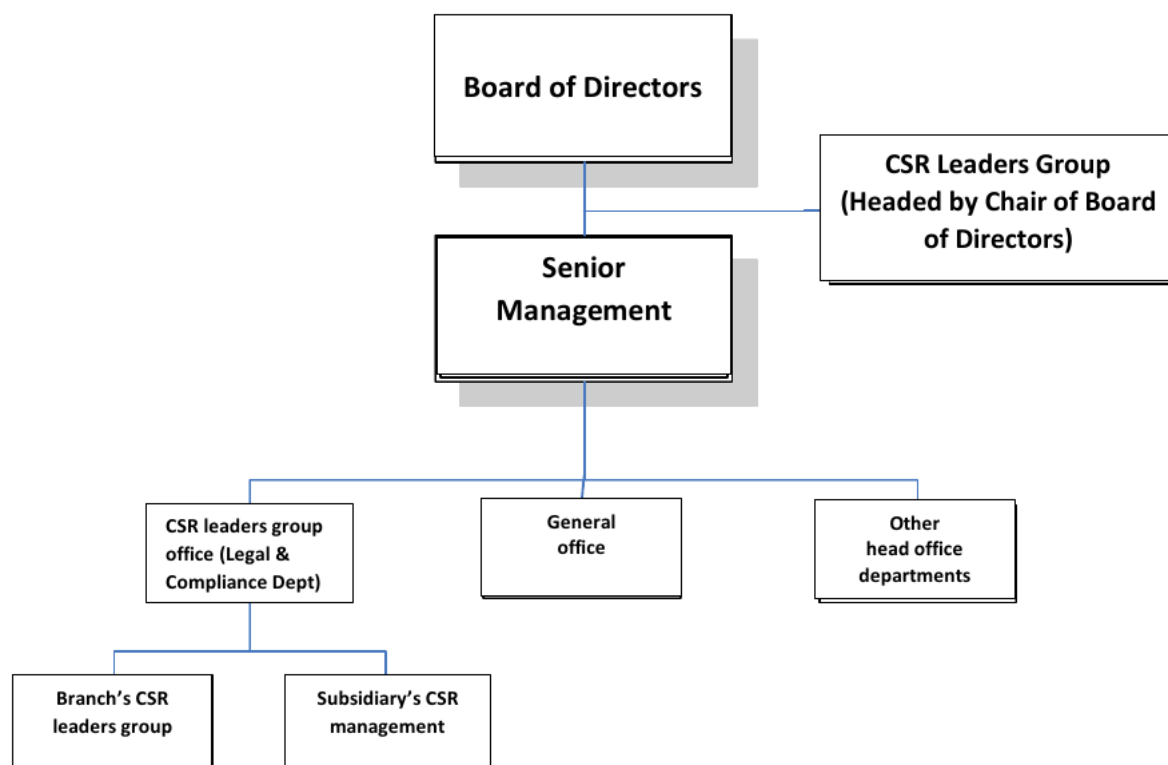 Board of Directors
CSR Leaders Group
(Headed by Chair of Board
of Directors)
Senior
Management
CSR leaders group
office (Legal &
Compliance Dept)
General
office
Other
head office
departments
Branch’s CSR
leaders group
Subsidiary’s CSR
management